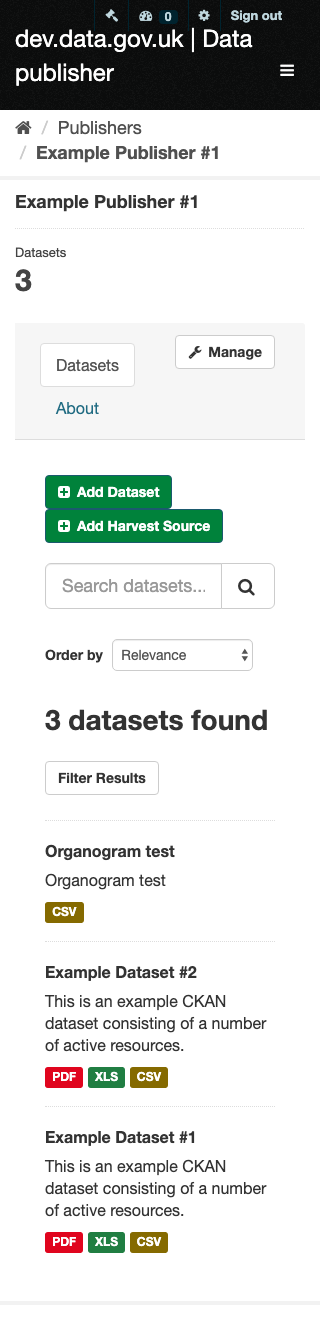 0 Sign out
dev.data.gov.uk | Data
publisher
/ Publishers
/ Example Publisher #1
Example Publisher #1
Datasets
3
Datasets
Manage
About
Add Dataset
Add Harvest Source
Search datasets...
Order by Relevance
3 datasets found
Filter Results
Organogram test
Organogram test
CSV
Example Dataset #2
This is an example CKAN
dataset consisting of a number
of active resources.
PDF XLS CSV
Example Dataset #1
This is an example CKAN
dataset consisting of a number
of active resources.
PDF XLS CSV